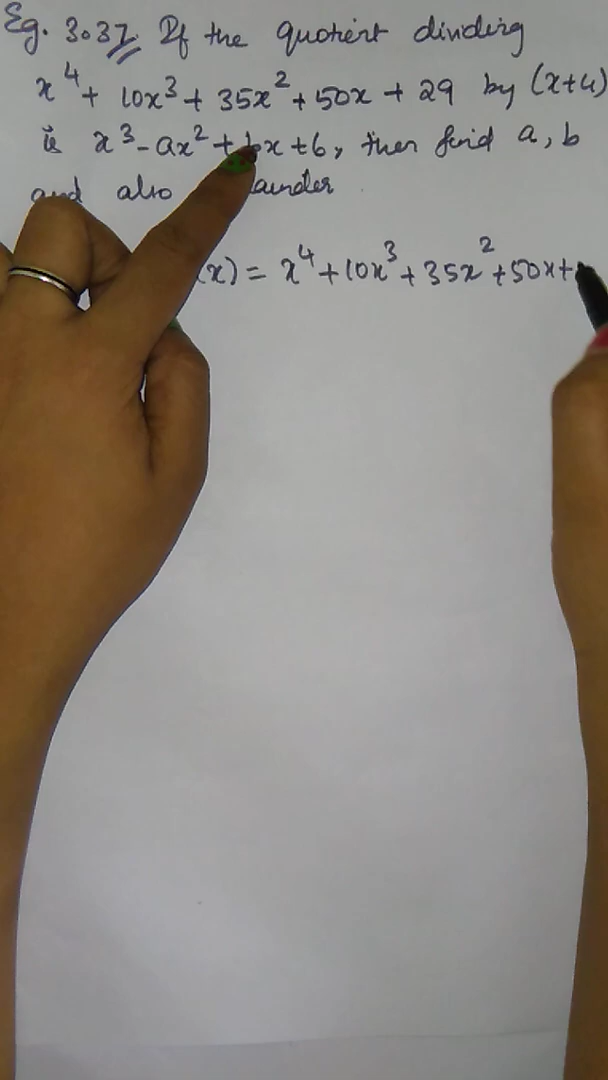 Eg. 3.37 If the quotient dividing
x⁴ + 10x³ + 35x² + 50x + 29 by (x+4)
is x³ - ax² + bx + 6, then find a, b
and also
(x) = x⁴ + 10x³ + 35x² + 50x +